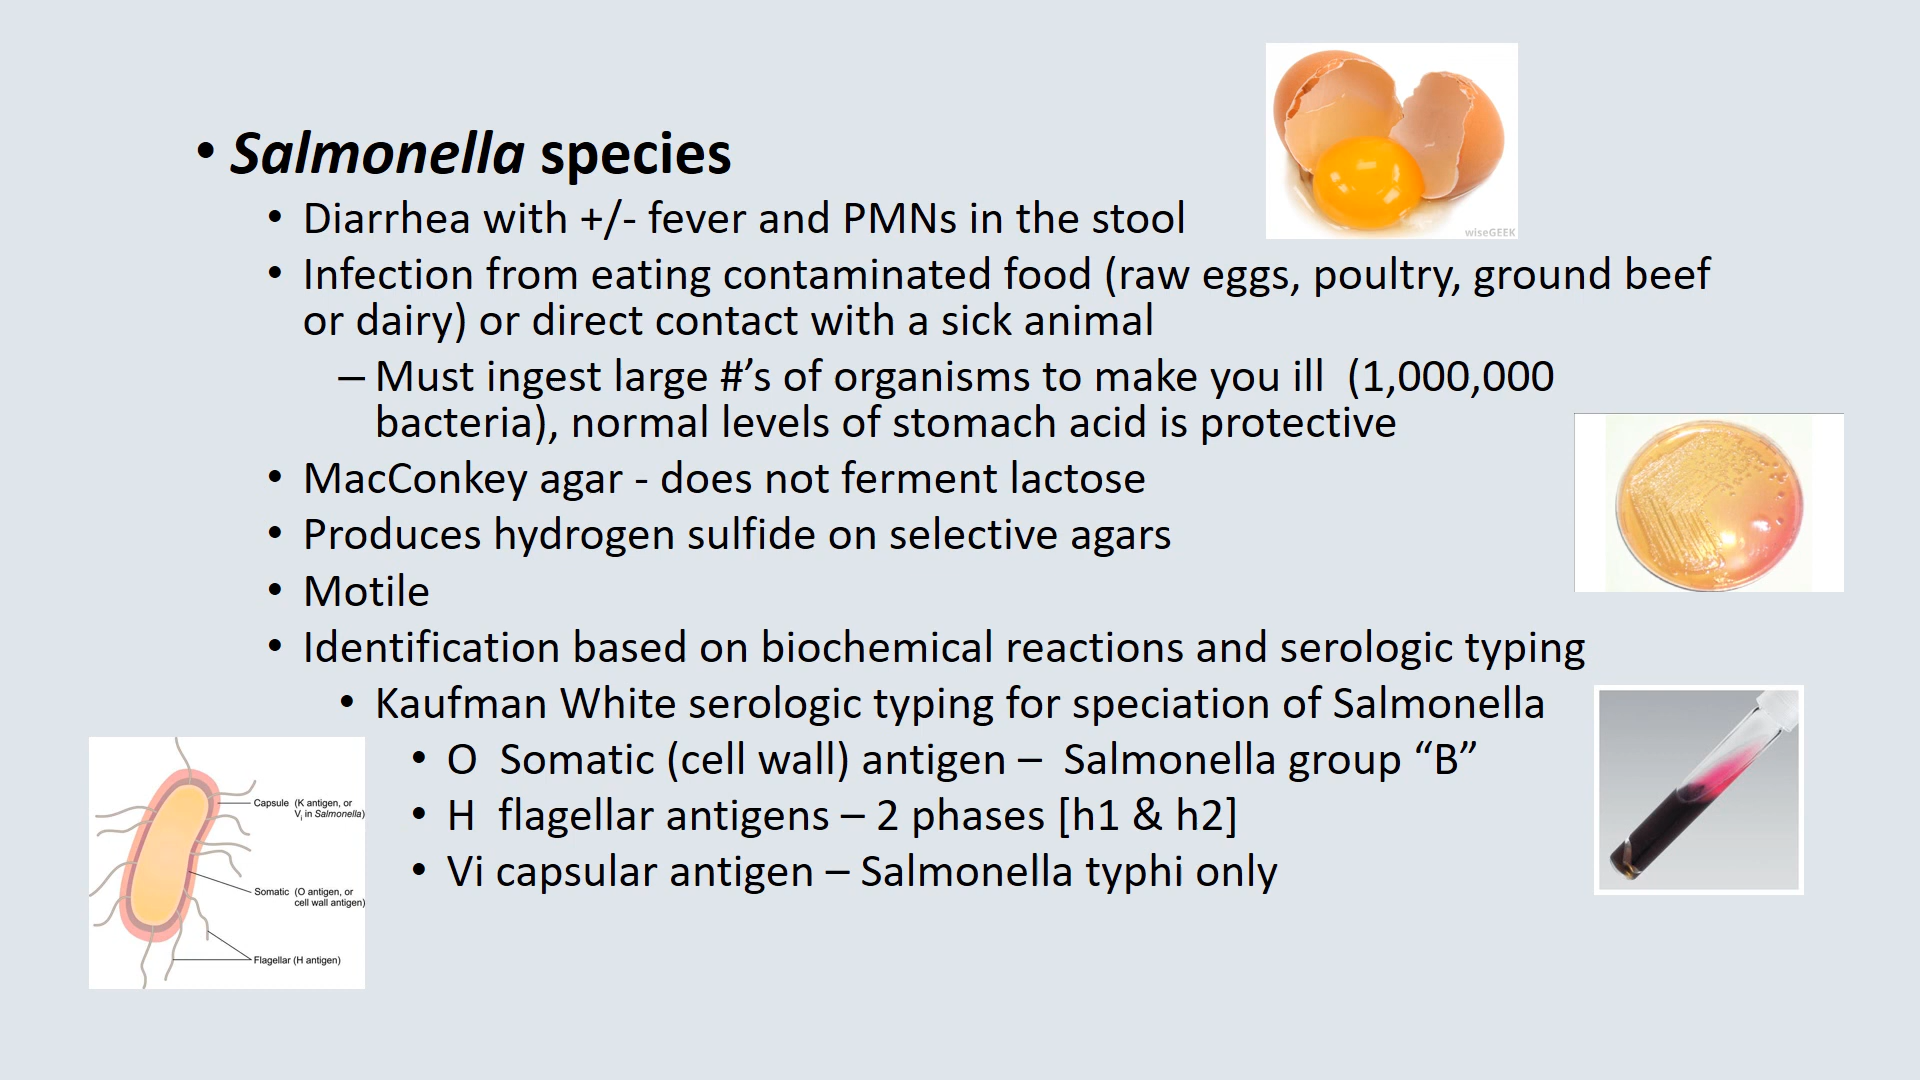 • Salmonella species
• Diarrhea with +/- fever and PMNs in the stool
wiseGEEK
• Infection from eating contaminated food (raw eggs, poultry, ground beef
or dairy) or direct contact with a sick animal
– Must ingest large #’s of organisms to make you ill  (1,000,000
bacteria), normal levels of stomach acid is protective
• MacConkey agar - does not ferment lactose
• Produces hydrogen sulfide on selective agars
• Motile
• Identification based on biochemical reactions and serologic typing
• Kaufman White serologic typing for speciation of Salmonella
• O  Somatic (cell wall) antigen –  Salmonella group “B”
• H  flagellar antigens – 2 phases [h1 & h2]
• Vi capsular antigen – Salmonella typhi only
Capsule (K antigen, or
Vi in Salmonella)
Somatic (O antigen, or
cell wall antigen)
Flagellar (H antigen)